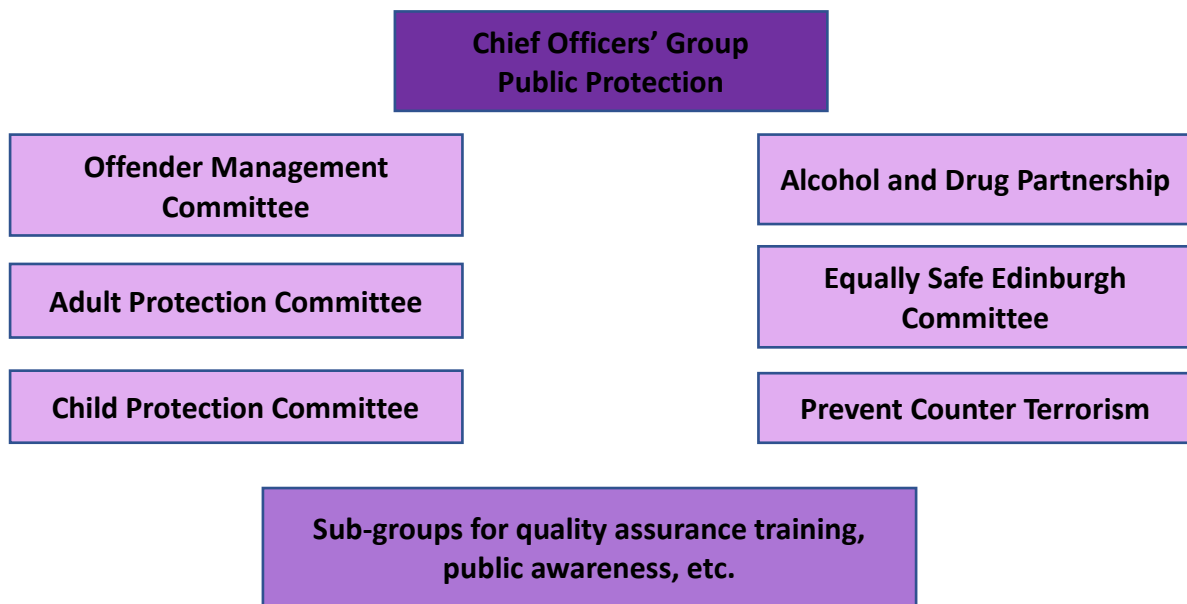 Chief Officers’ Group
Public Protection
Offender Management
Committee
Adult Protection Committee
Child Protection Committee
Alcohol and Drug Partnership
Equally Safe Edinburgh
Committee
Prevent Counter Terrorism
Sub-groups for quality assurance training,
public awareness, etc.